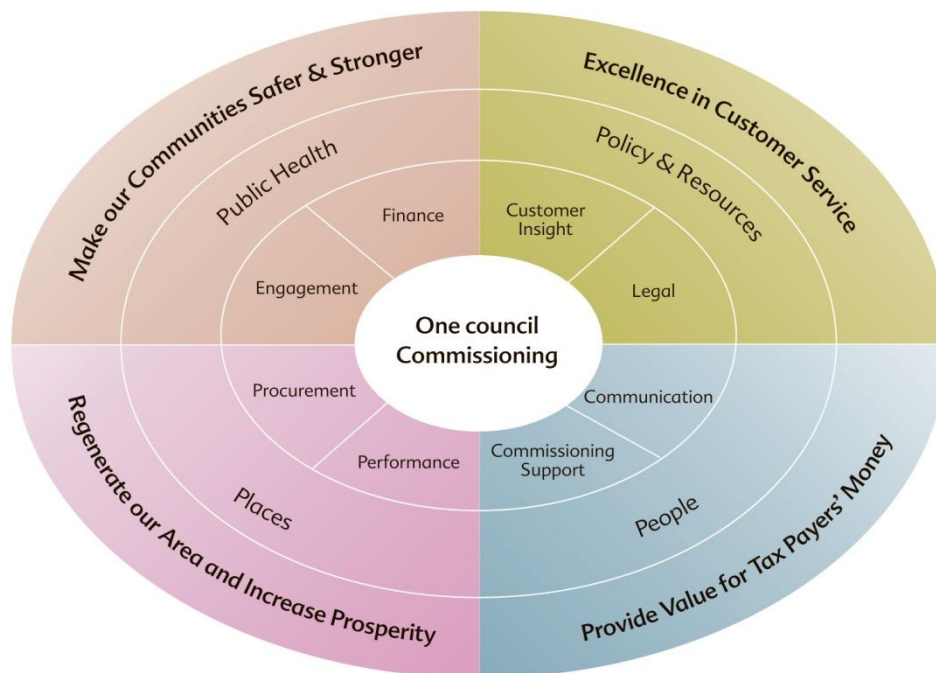 Make our Communities Safer & Stronger
Excellence in Customer Service
Public Health
Policy & Resources
Finance
Customer
Insight
Engagement
Legal
One council
Commissioning
Procurement
Communication
Performance
Commissioning
Support
Places
People
Regenerate our Area and Increase Prosperity
Provide Value for Tax Payers’ Money